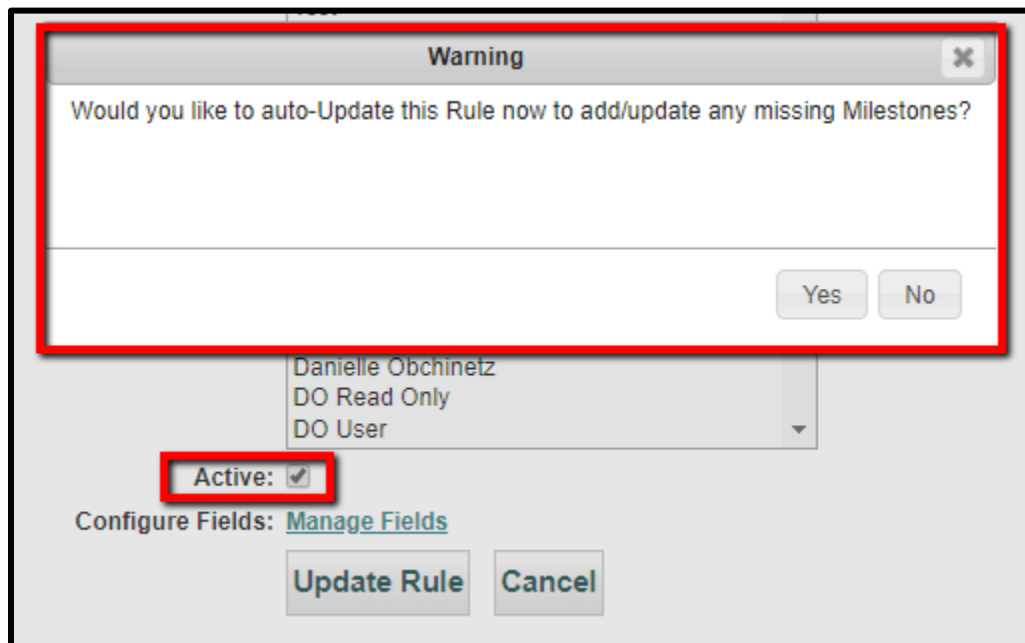 Warning
Would you like to auto-Update this Rule now to add/update any missing Milestones?
Yes No
Danielle Obchinetz
DO Read Only
DO User
Active:
Configure Fields: Manage Fields
Update Rule Cancel